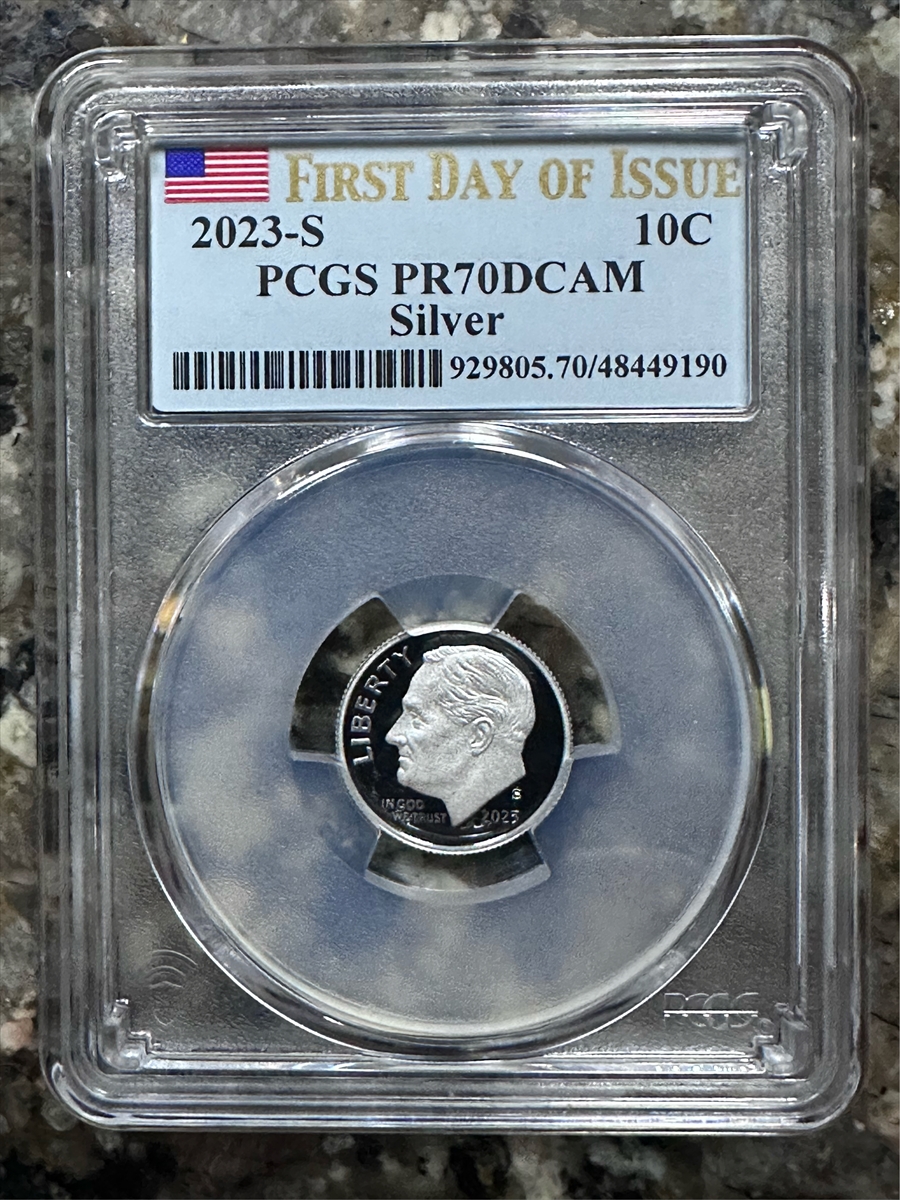 FIRST DAY OF ISSUE
2023-S 10C
PCGS PR70DCAM
Silver
929805.70/48449190
LIBERTY
IN GOD
WE TRUST
S
2023
PCGS